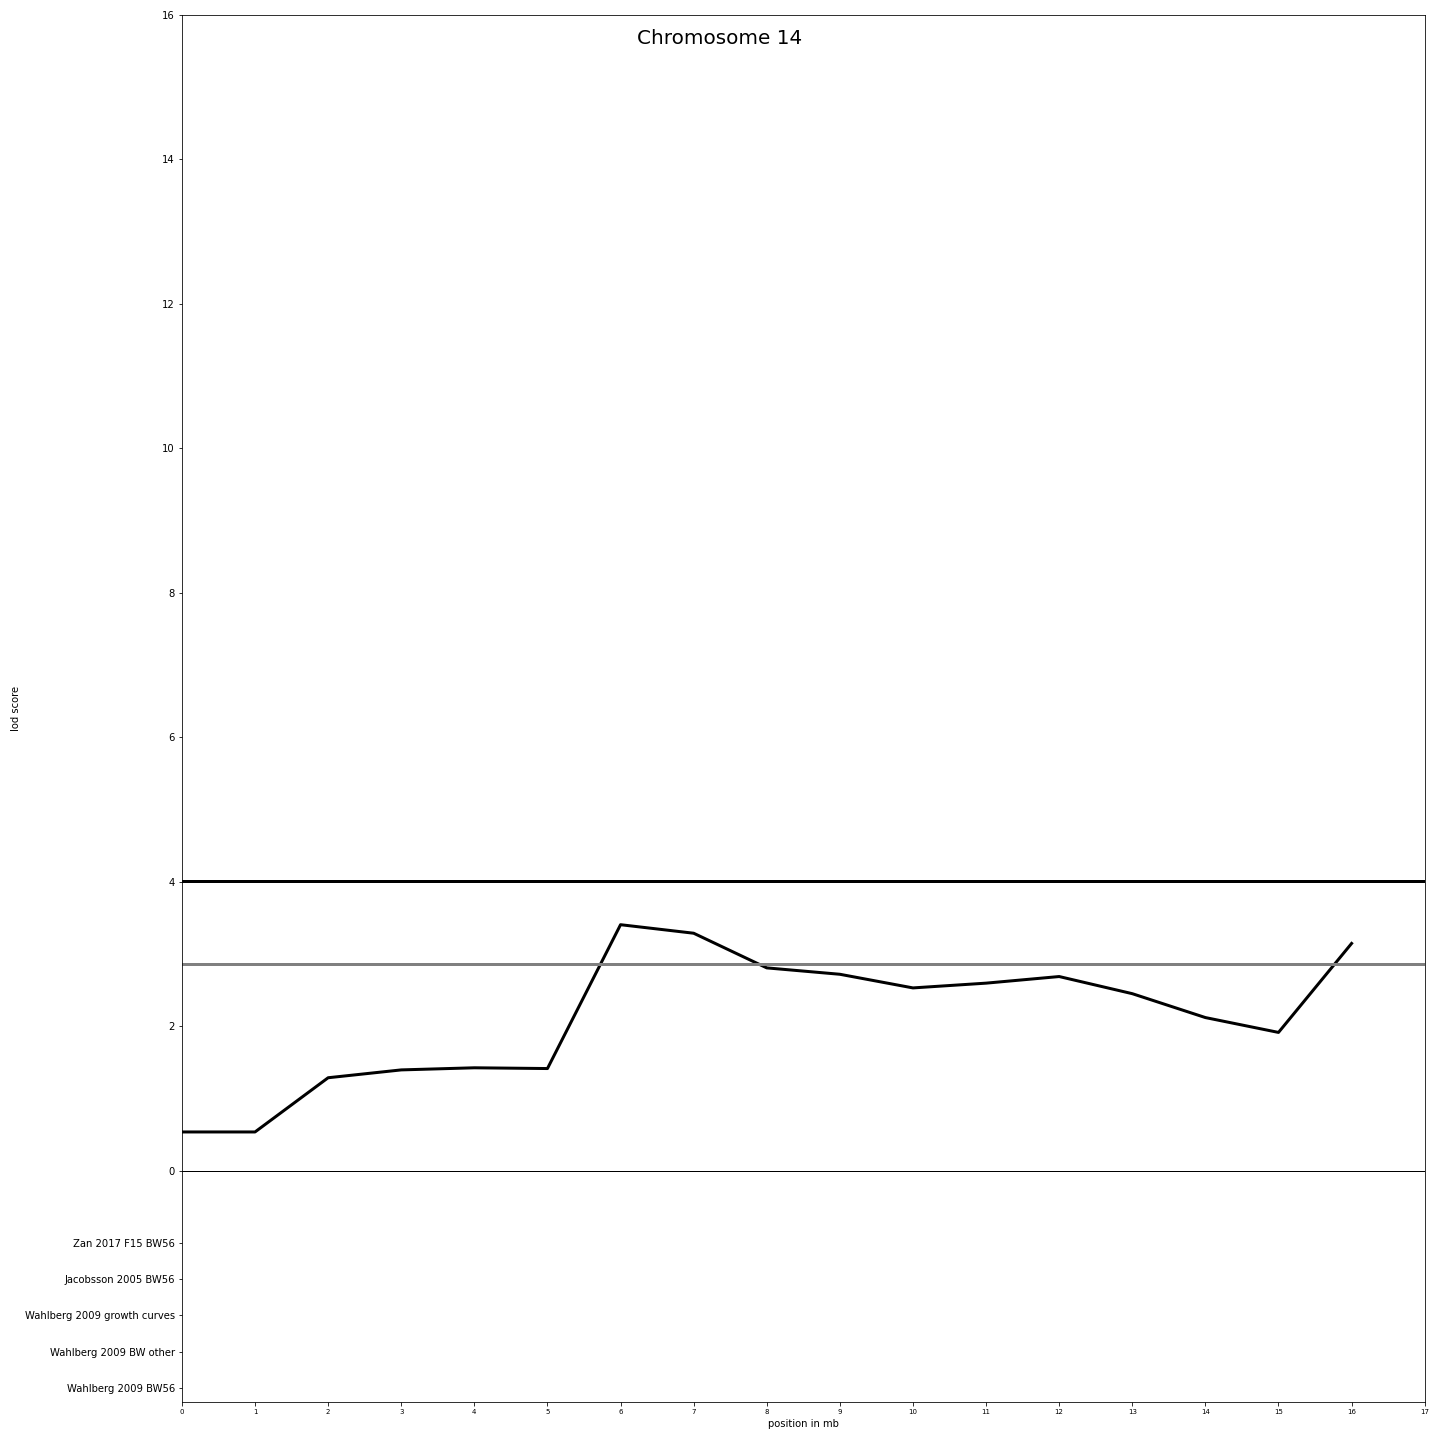 Chromosome 14
16
14
12
10
8
6
4
2
0
lod score
Zan 2017 F15 BW56
Jacobsson 2005 BW56
Wahlberg 2009 growth curves
Wahlberg 2009 BW other
Wahlberg 2009 BW56
0 1 2 3 4 5 6 7 8 9 10 11 12 13 14 15 16 17
position in mb